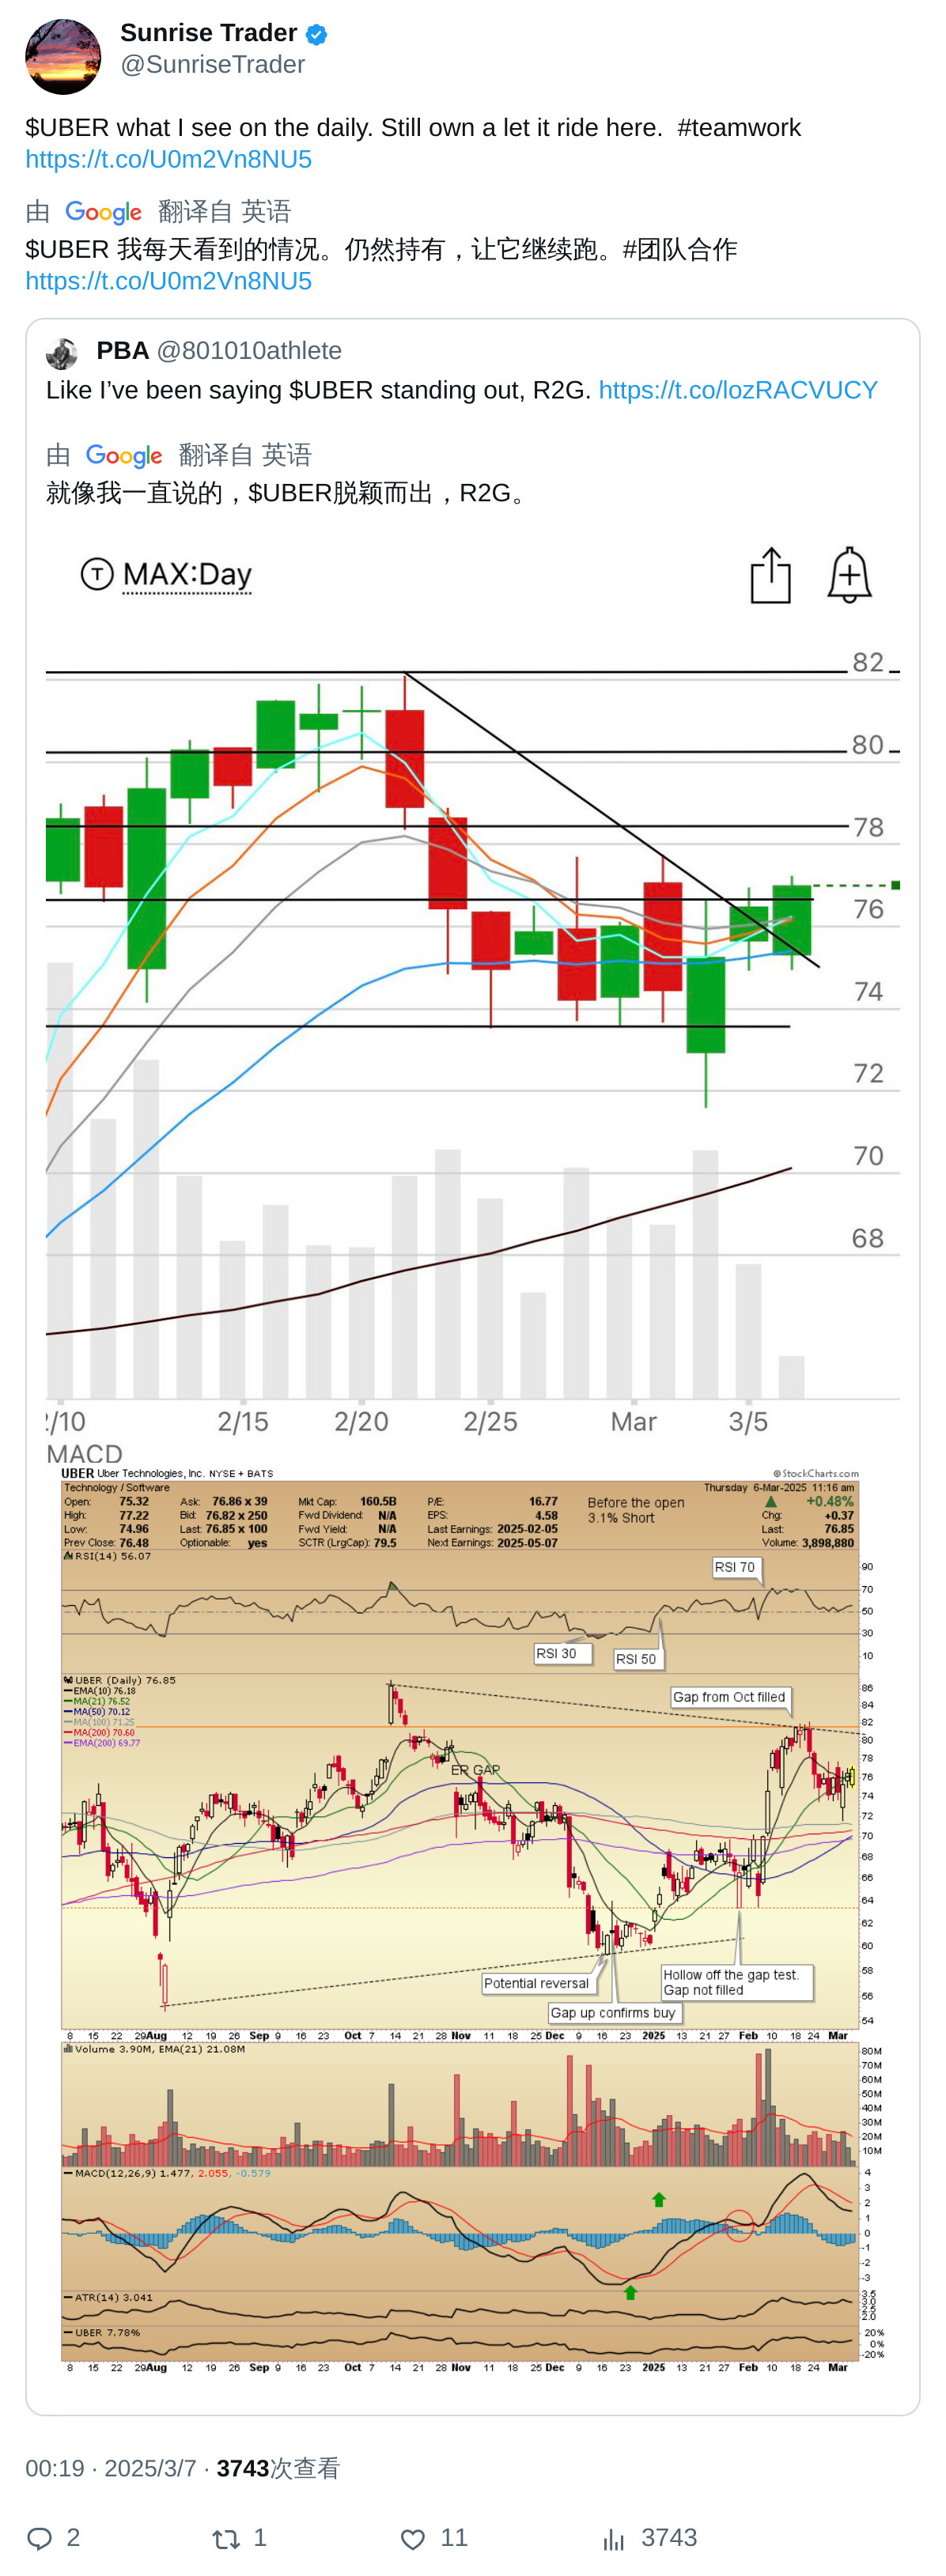 Sunrise Trader
@SunriseTrader
$UBER what I see on the daily. Still own a let it ride here.  #teamwork
https://t.co/U0m2Vn8NU5
由 Google 翻译自 英语
$UBER 我每天看到的情况。仍然持有，让它继续跑。#团队合作
https://t.co/U0m2Vn8NU5
PBA @801010athlete
Like I’ve been saying $UBER standing out, R2G. https://t.co/lozRACVUCY
由 Google 翻译自 英语
就像我一直说的，$UBER脱颖而出，R2G。
T MAX:Day
82
80
78
76
74
72
70
68
2/10 2/15 2/20 2/25 Mar 3/5
MACD
UBER Uber Technologies, Inc. NYSE + BATS © StockCharts.com
Technology / Software Thursday 6-Mar-2025 11:16 am
Open: 75.32 Ask: 76.86 x 39 Mkt Cap: 160.5B P/E: 16.77 Before the open +0.48%
High: 77.22 Bid: 76.82 x 250 Fwd Dividend: N/A EPS: 4.58 3.1% Short Chg: +0.37
Low: 74.96 Last: 76.85 x 100 Fwd Yield: N/A Last Earnings: 2025-02-05 Last: 76.85
Prev Close: 76.48 Optionable: yes SCTR (LrgCap): 79.5 Next Earnings: 2025-05-07 Volume: 3,898,880
RSI(14) 56.07
RSI 70
90
70
50
30
10
RSI 30
RSI 50
UBER (Daily) 76.85
EMA(10) 76.18
MA(21) 76.52
MA(50) 70.12
MA(100) 71.25
MA(200) 70.60
EMA(200) 69.77
Gap from Oct filled
ER GAP
86
84
82
80
78
76
74
72
70
68
66
64
62
60
58
56
54
Potential reversal
Hollow off the gap test.
Gap not filled
Gap up confirms buy
8 15 22 29 Aug 12 19 26 Sep 9 16 23 Oct 7 14 21 28 Nov 11 18 25 Dec 9 16 23 2025 13 21 27 Feb 10 18 24 Mar
Volume 3.90M, EMA(21) 21.08M
80M
70M
60M
50M
40M
30M
20M
10M
MACD(12,26,9) 1.477, 2.055, -0.579
4
3
2
1
0
-1
-2
-3
ATR(14) 3.041
3.5
3.0
2.5
2.0
UBER 7.78%
20%
0%
-20%
8 15 22 29 Aug 12 19 26 Sep 9 16 23 Oct 7 14 21 28 Nov 11 18 25 Dec 9 16 23 2025 13 21 27 Feb 10 18 24 Mar
00:19 · 2025/3/7 · 3743次查看
2 1 11 3743